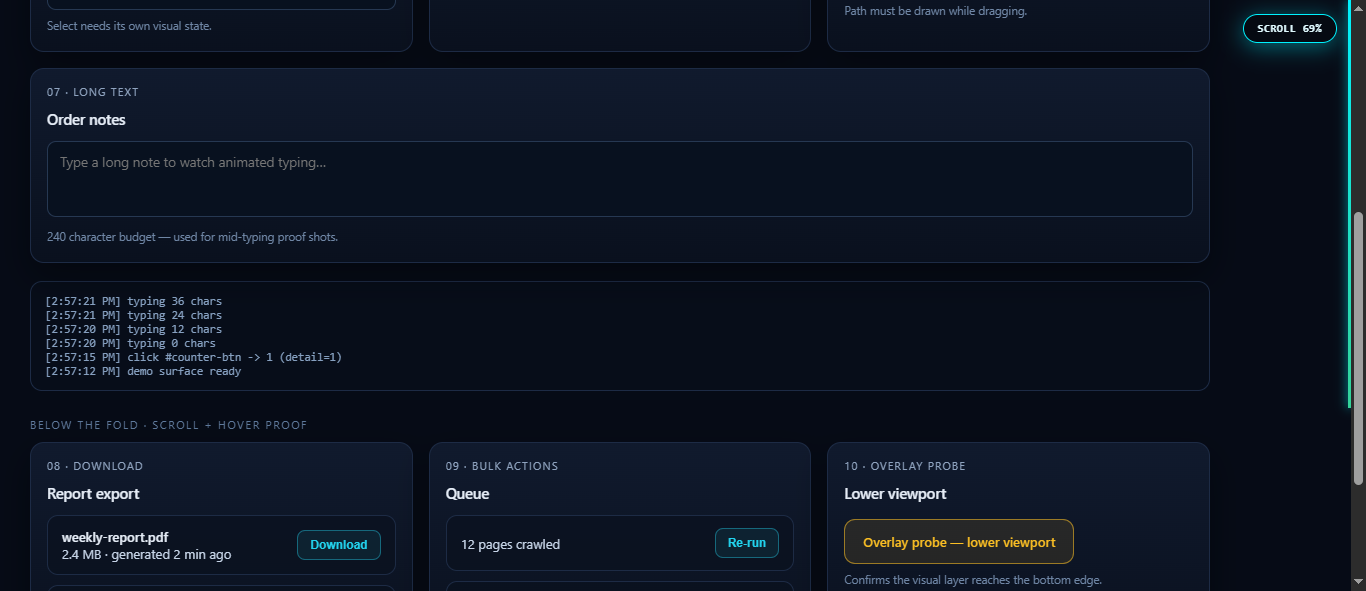 Select needs its own visual state.
Path must be drawn while dragging.
SCROLL 69%
07 · LONG TEXT
Order notes
Type a long note to watch animated typing...
240 character budget — used for mid-typing proof shots.
[2:57:21 PM] typing 36 chars
[2:57:21 PM] typing 24 chars
[2:57:20 PM] typing 12 chars
[2:57:20 PM] typing 0 chars
[2:57:15 PM] click #counter-btn -> 1 (detail=1)
[2:57:12 PM] demo surface ready
BELOW THE FOLD · SCROLL + HOVER PROOF
08 · DOWNLOAD
Report export
weekly-report.pdf
2.4 MB · generated 2 min ago
Download
09 · BULK ACTIONS
Queue
12 pages crawled
Re-run
10 · OVERLAY PROBE
Lower viewport
Overlay probe — lower viewport
Confirms the visual layer reaches the bottom edge.